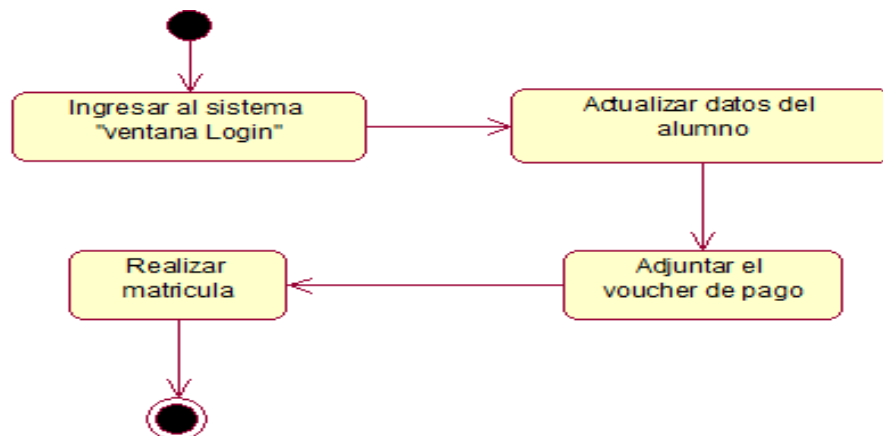 Ingresar al sistema
"ventana Login"
Actualizar datos del
alumno
Adjuntar el
voucher de pago
Realizar
matricula